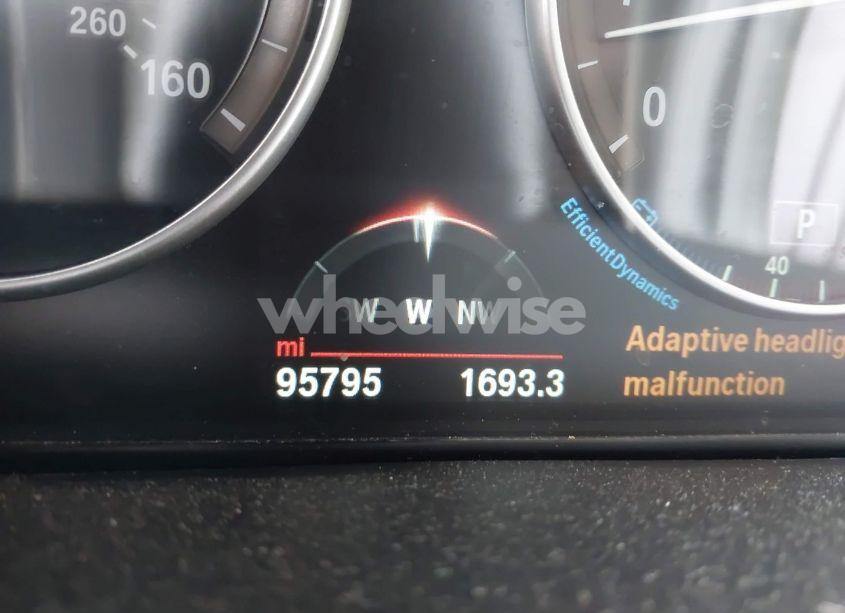 260
160
0
P
EfficientDynamics
40
W W NW
wheelwise
mi
95795 1693.3
Adaptive headlig
malfunction